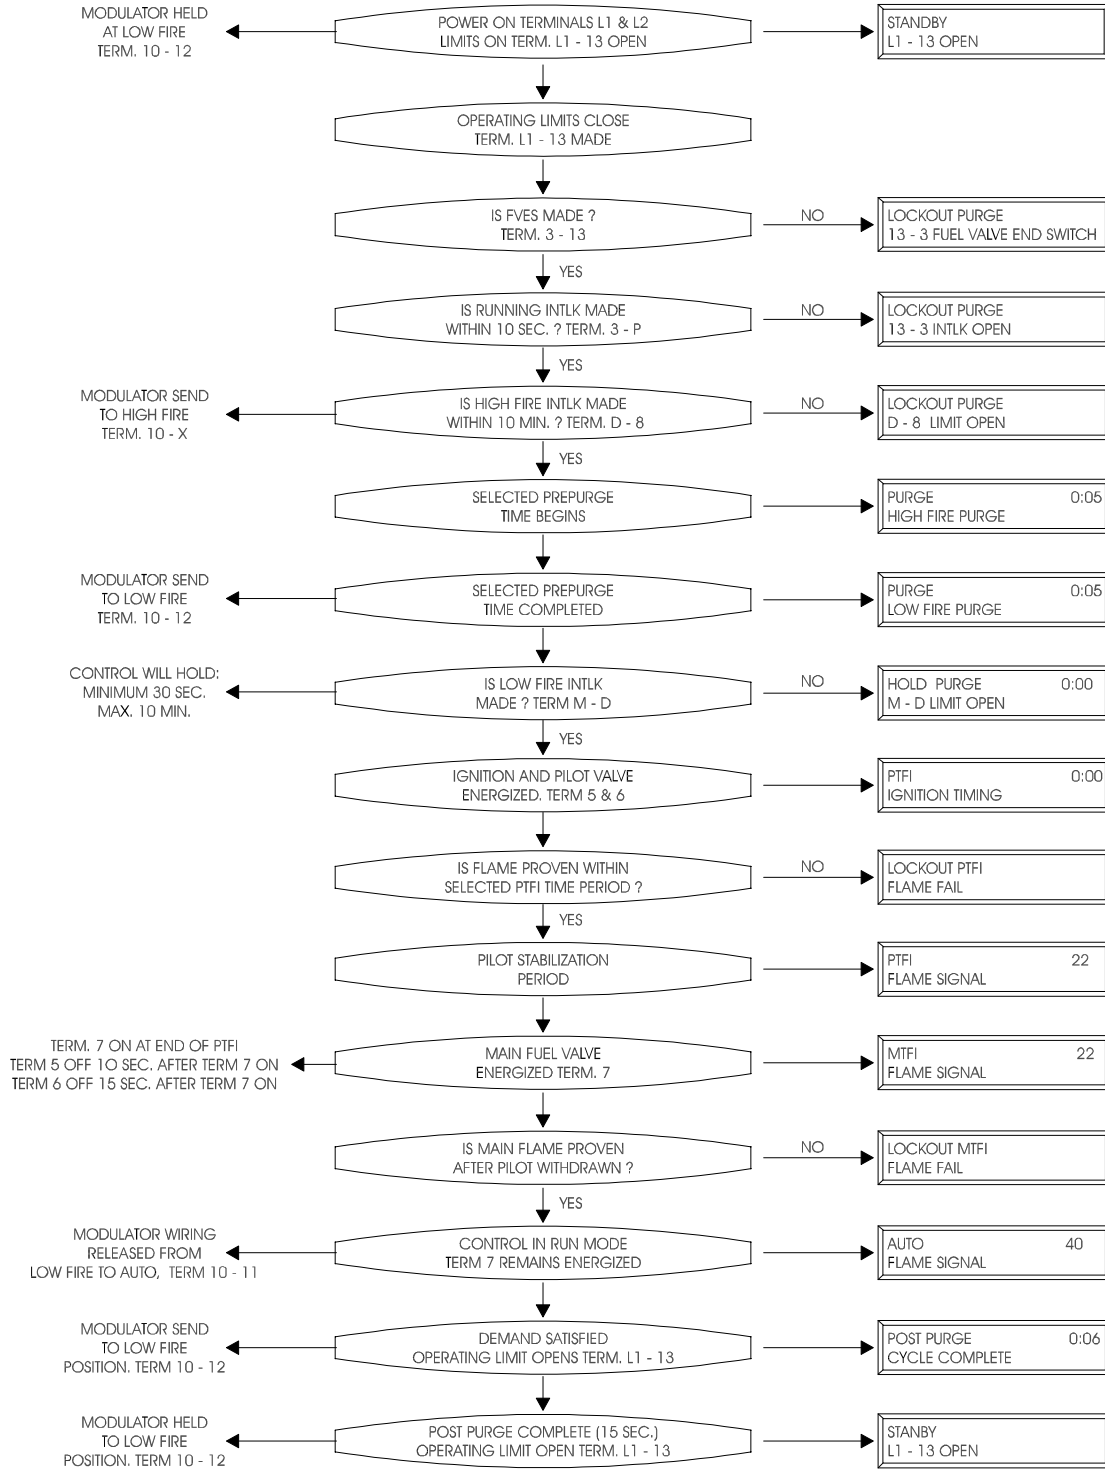 MODULATOR HELD
AT LOW FIRE
TERM. 10 - 12
POWER ON TERMINALS L1 & L2
LIMITS ON TERM. L1 - 13 OPEN
STANDBY
L1 - 13 OPEN
OPERATING LIMITS CLOSE
TERM. L1 - 13 MADE
IS FVES MADE ?
TERM. 3 - 13
NO
LOCKOUT PURGE
13 - 3 FUEL VALVE END SWITCH
YES
IS RUNNING INTLK MADE
WITHIN 10 SEC. ? TERM. 3 - P
NO
LOCKOUT PURGE
13 - 3 INTLK OPEN
YES
MODULATOR SEND
TO HIGH FIRE
TERM. 10 - X
IS HIGH FIRE INTLK MADE
WITHIN 10 MIN. ? TERM. D - 8
NO
LOCKOUT PURGE
D - 8 LIMIT OPEN
YES
SELECTED PREPURGE
TIME BEGINS
PURGE 0:05
HIGH FIRE PURGE
MODULATOR SEND
TO LOW FIRE
TERM. 10 - 12
SELECTED PREPURGE
TIME COMPLETED
PURGE 0:05
LOW FIRE PURGE
CONTROL WILL HOLD:
MINIMUM 30 SEC.
MAX. 10 MIN.
IS LOW FIRE INTLK
MADE ? TERM M - D
NO
HOLD PURGE 0:00
M - D LIMIT OPEN
YES
IGNITION AND PILOT VALVE
ENERGIZED. TERM 5 & 6
PTFI 0:00
IGNITION TIMING
IS FLAME PROVEN WITHIN
SELECTED PTFI TIME PERIOD ?
NO
LOCKOUT PTFI
FLAME FAIL
YES
PILOT STABILIZATION
PERIOD
PTFI 22
FLAME SIGNAL
TERM. 7 ON AT END OF PTFI
TERM 5 OFF 1O SEC. AFTER TERM 7 ON
TERM 6 OFF 15 SEC. AFTER TERM 7 ON
MAIN FUEL VALVE
ENERGIZED TERM. 7
MTFI 22
FLAME SIGNAL
IS MAIN FLAME PROVEN
AFTER PILOT WITHDRAWN ?
NO
LOCKOUT MTFI
FLAME FAIL
YES
MODULATOR WIRING
RELEASED FROM
LOW FIRE TO AUTO, TERM 10 - 11
CONTROL IN RUN MODE
TERM 7 REMAINS ENERGIZED
AUTO 40
FLAME SIGNAL
MODULATOR SEND
TO LOW FIRE
POSITION. TERM 10 - 12
DEMAND SATISFIED
OPERATING LIMIT OPENS TERM. L1 - 13
POST PURGE 0:06
CYCLE COMPLETE
MODULATOR HELD
TO LOW FIRE
POSITION. TERM 10 - 12
POST PURGE COMPLETE (15 SEC.)
OPERATING LIMIT OPEN TERM. L1 - 13
STANBY
L1 - 13 OPEN